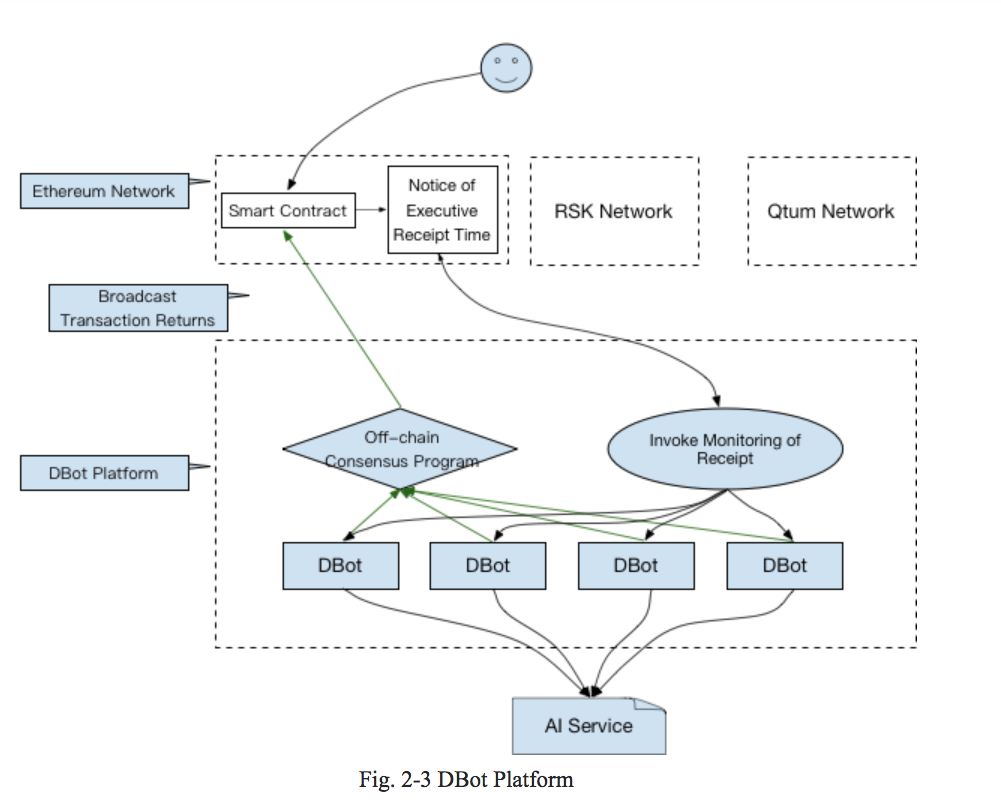 Ethereum Network
Smart Contract
Notice of
Executive
Receipt Time
RSK Network
Qtum Network
Broadcast
Transaction Returns
DBot Platform
Off-chain
Consensus Program
Invoke Monitoring of
Receipt
DBot
DBot
DBot
DBot
AI Service
Fig. 2-3 DBot Platform